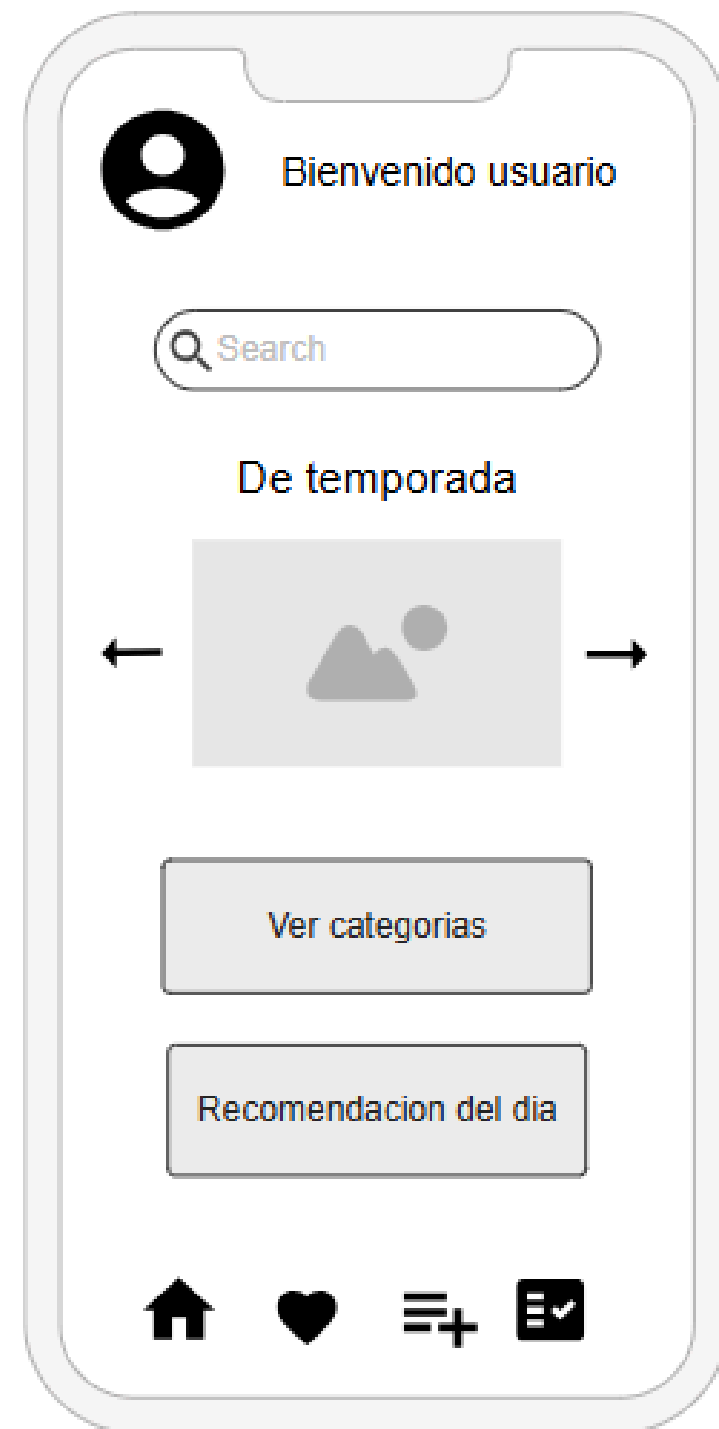 Bienvenido usuario
Search
De temporada
Ver categorias
Recomendacion del dia